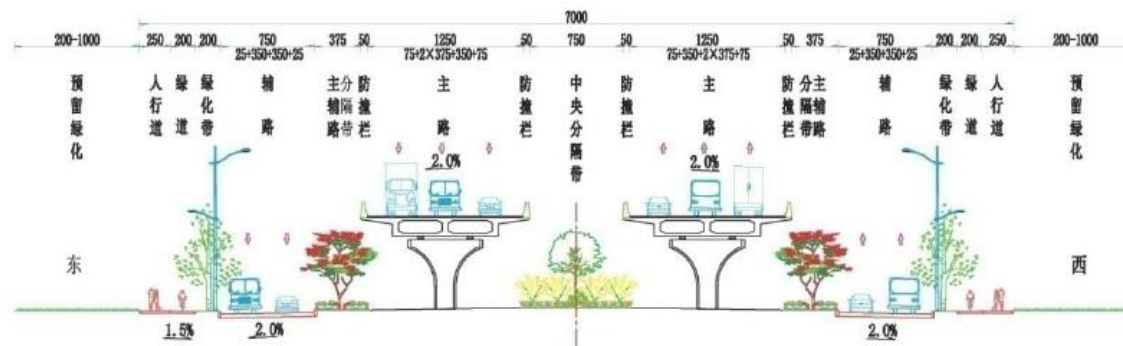 7000
200-1000 250 200 200 750 375 50 1250 50 750 50 1250 50 375 750 200 200 250 200-1000
25+350+350+25 75+2×375+350+75 75+350+2×375+75 25+350+350+25
预留绿化
人行道
绿道
绿化带
辅路
主辅路
分隔带
防撞栏
主路
防撞栏
中央分隔带
防撞栏
主路
防撞栏
分隔带
主辅路
辅路
绿化带
绿道
人行道
预留绿化
2.0% 2.0%
东 西
1.5% 2.0% 2.0%